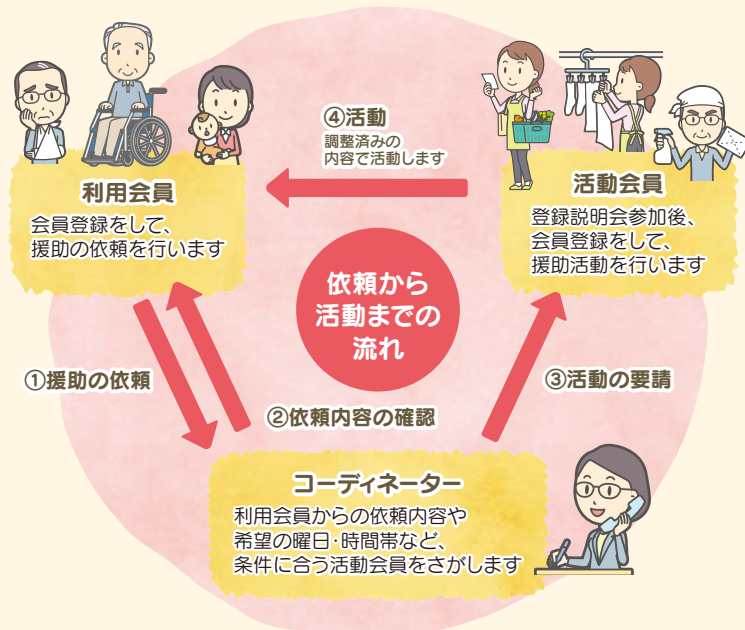 ④活動
調整済みの
内容で活動します
利用会員
会員登録をして、
援助の依頼を行います
活動会員
登録説明会参加後、
会員登録をして、
援助活動を行います
依頼から
活動までの
流れ
①援助の依頼
③活動の要請
②依頼内容の確認
コーディネーター
利用会員からの依頼内容や
希望の曜日・時間帯など、
条件に合う活動会員をさがします